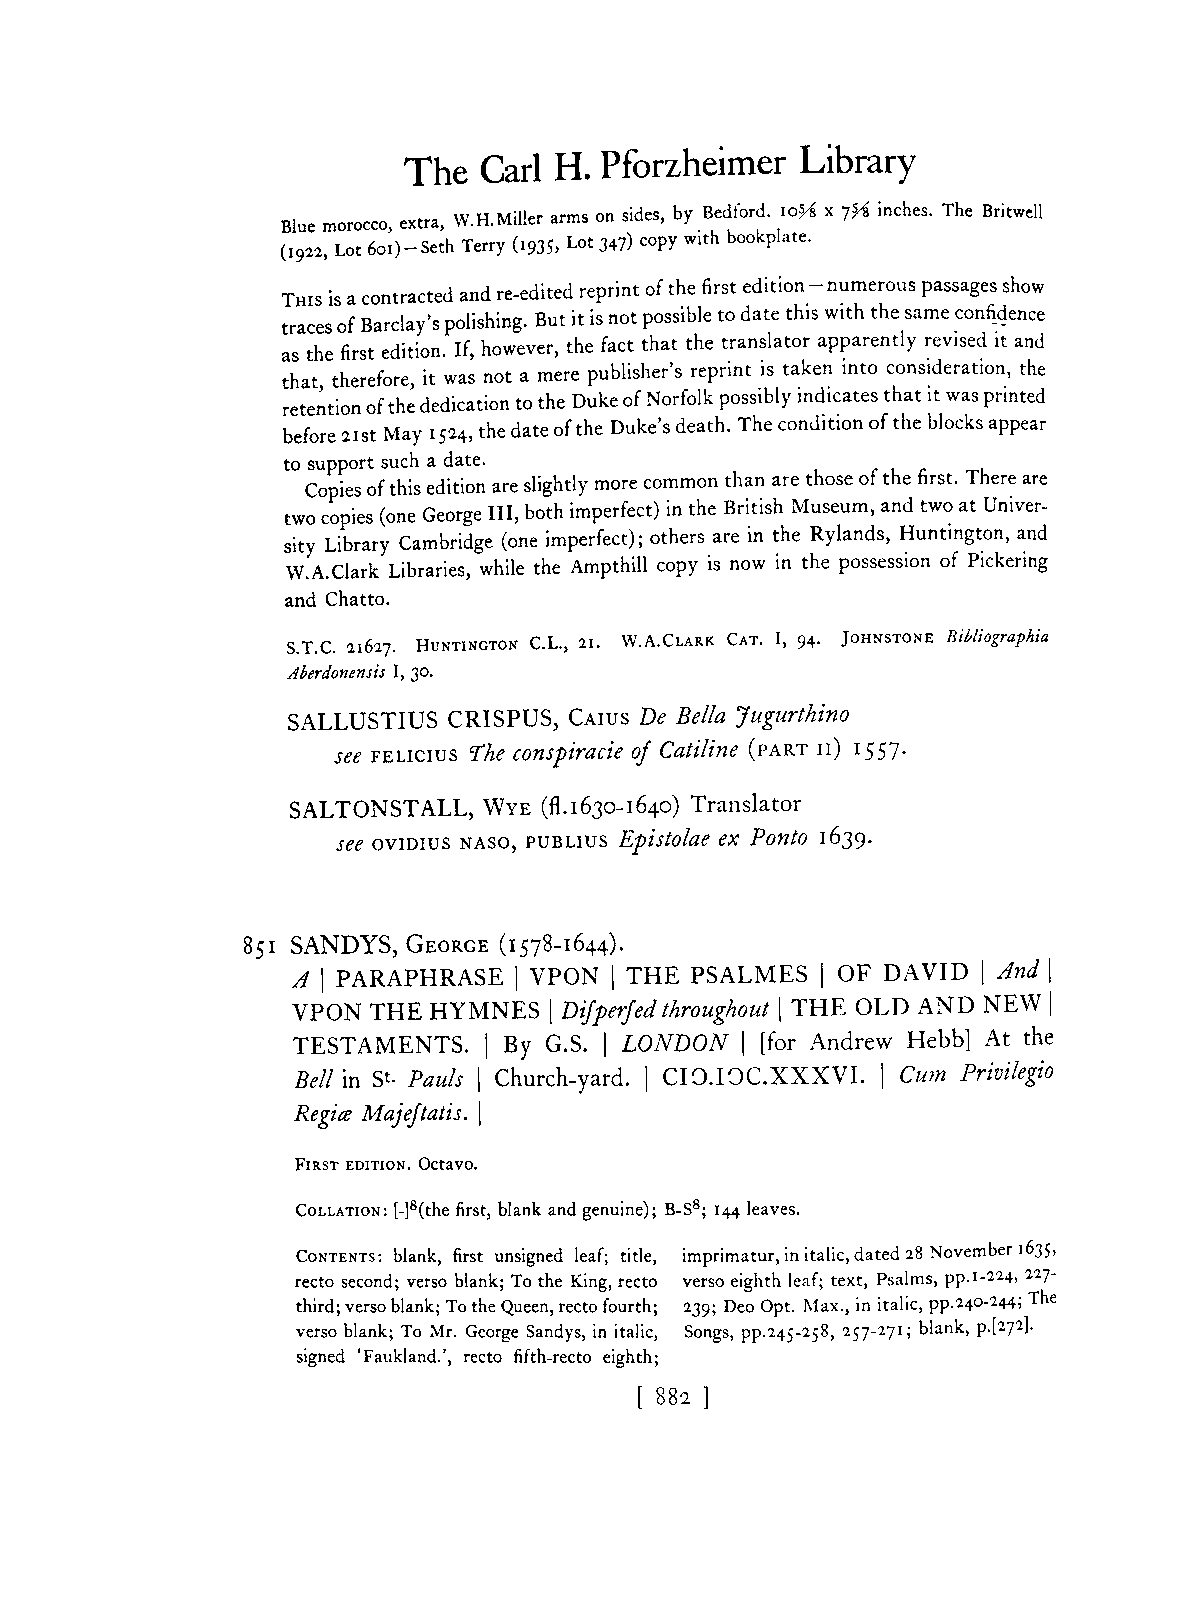 The Carl H. Pforzheimer Library
Blue morocco, extra, W.H.Miller arms on sides, by Bedford. 10⅝ x 7⅝ inches. The Britwell
(1922, Lot 601)—Seth Terry (1935, Lot 347) copy with bookplate.
THIS is a contracted and re-edited reprint of the first edition—numerous passages show
traces of Barclay's polishing. But it is not possible to date this with the same confidence
as the first edition. If, however, the fact that the translator apparently revised it and
that, therefore, it was not a mere publisher's reprint is taken into consideration, the
retention of the dedication to the Duke of Norfolk possibly indicates that it was printed
before 21st May 1524, the date of the Duke's death. The condition of the blocks appear
to support such a date.
Copies of this edition are slightly more common than are those of the first. There are
two copies (one George III, both imperfect) in the British Museum, and two at Univer-
sity Library Cambridge (one imperfect); others are in the Rylands, Huntington, and
W.A.Clark Libraries, while the Ampthill copy is now in the possession of Pickering
and Chatto.
S.T.C. 21627. HUNTINGTON C.L., 21. W.A.CLARK CAT. I, 94. JOHNSTONE Bibliographia
Aberdonensis I, 30.
SALLUSTIUS CRISPUS, CAIUS De Bella Jugurthino
see FELICIUS The conspiracie of Catiline (PART II) 1557.
SALTONSTALL, WYE (fl.1630-1640) Translator
see OVIDIUS NASO, PUBLIUS Epistolae ex Ponto 1639.
851 SANDYS, GEORGE (1578-1644).
A | PARAPHRASE | VPON | THE PSALMES | OF DAVID | And |
VPON THE HYMNES | Diſperſed throughout | THE OLD AND NEW |
TESTAMENTS. | By G.S. | LONDON | [for Andrew Hebb] At the
Bell in St. Pauls | Church-yard. | CIↃ.IↃC.XXXVI. | Cum Privilegio
Regiæ Majeſtatis. |
FIRST EDITION. Octavo.
COLLATION: [-]⁸(the first, blank and genuine); B-S⁸; 144 leaves.
CONTENTS: blank, first unsigned leaf; title,
recto second; verso blank; To the King, recto
third; verso blank; To the Queen, recto fourth;
verso blank; To Mr. George Sandys, in italic,
signed 'Faukland.', recto fifth-recto eighth;
imprimatur, in italic, dated 28 November 1635,
verso eighth leaf; text, Psalms, pp.1-224, 227-
239; Deo Opt. Max., in italic, pp.240-244; The
Songs, pp.245-258, 257-271; blank, p.[272].
[ 882 ]